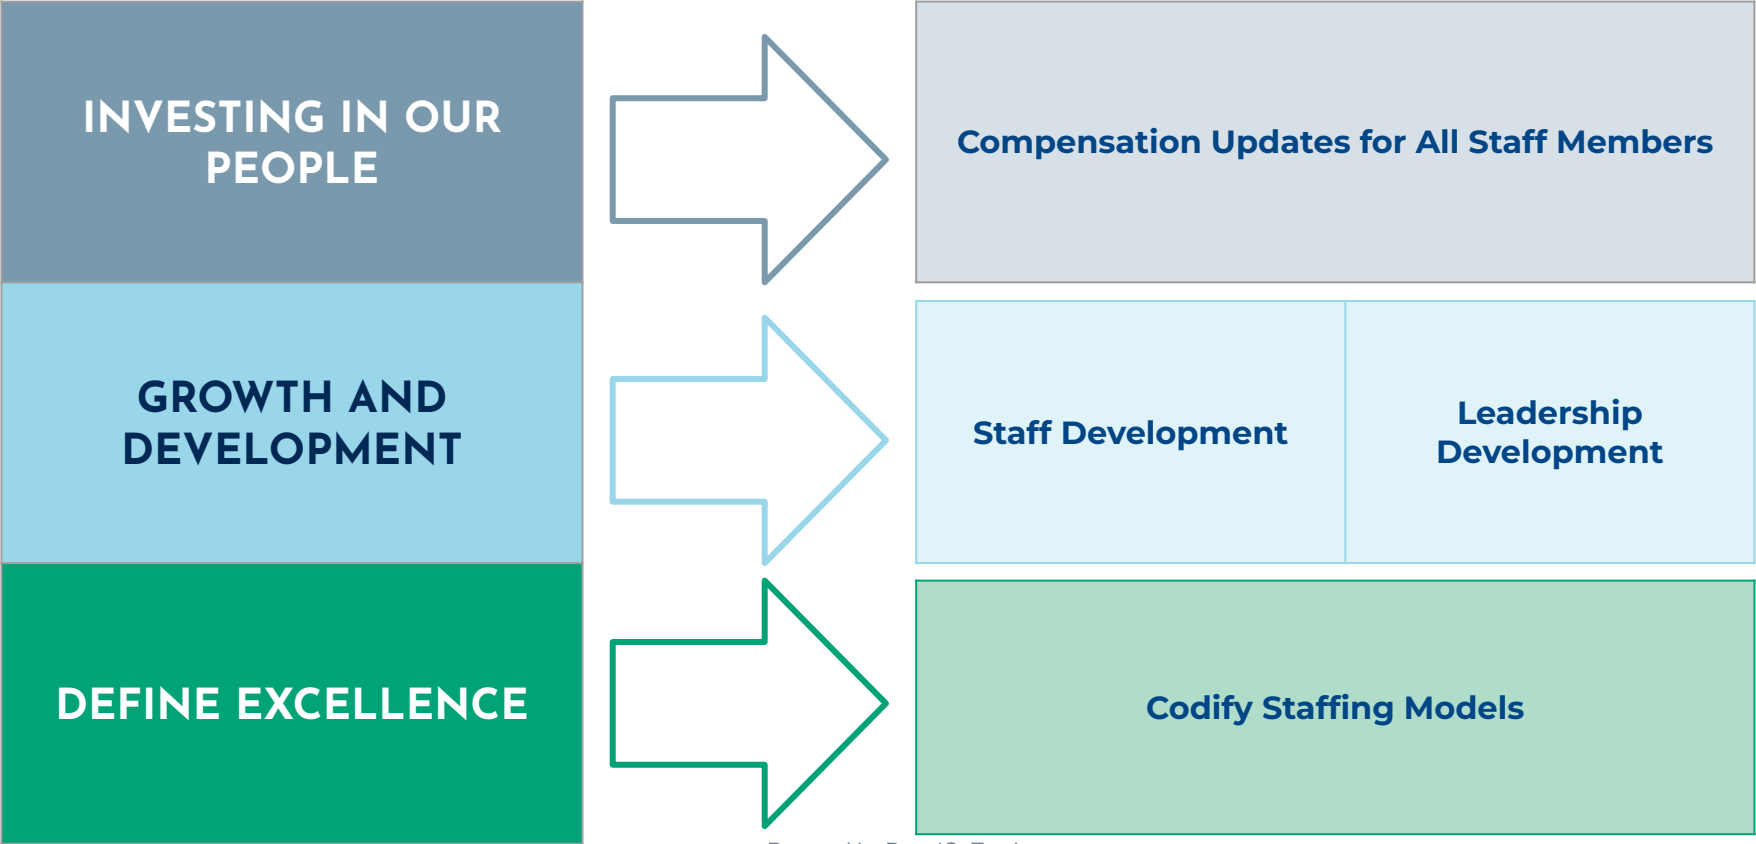 INVESTING IN OUR
PEOPLE
Compensation Updates for All Staff Members
GROWTH AND
DEVELOPMENT
Staff Development
Leadership
Development
DEFINE EXCELLENCE
Codify Staffing Models